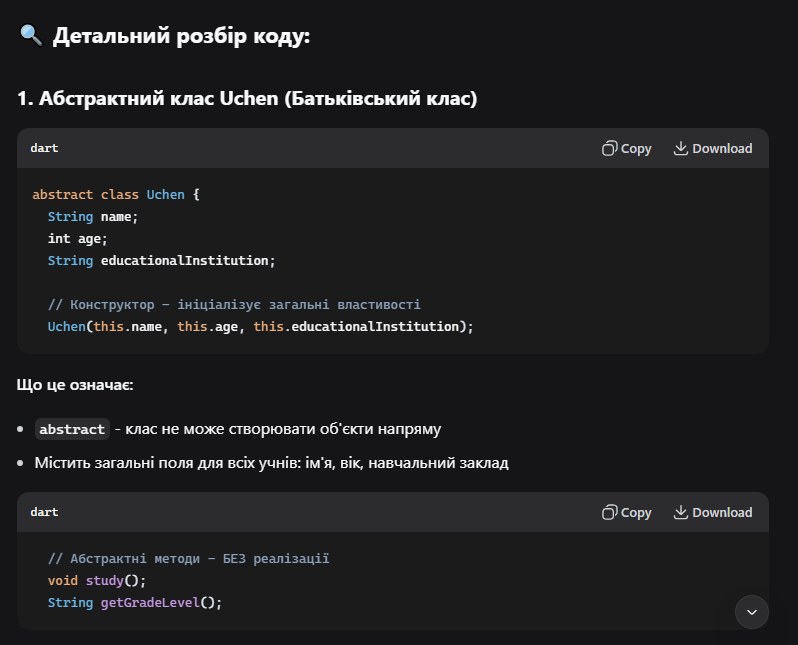 🔍 Детальний розбір коду:
1. Абстрактний клас Uchen (Батьківський клас)
dart
Copy
Download
abstract class Uchen {
  String name;
  int age;
  String educationalInstitution;
  // Конструктор - ініціалізує загальні властивості
  Uchen(this.name, this.age, this.educationalInstitution);
Що це означає:
• abstract - клас не може створювати об'єкти напряму
• Містить загальні поля для всіх учнів: ім'я, вік, навчальний заклад
dart
Copy
Download
  // Абстрактні методи - БЕЗ реалізації
  void study();
  String getGradeLevel();